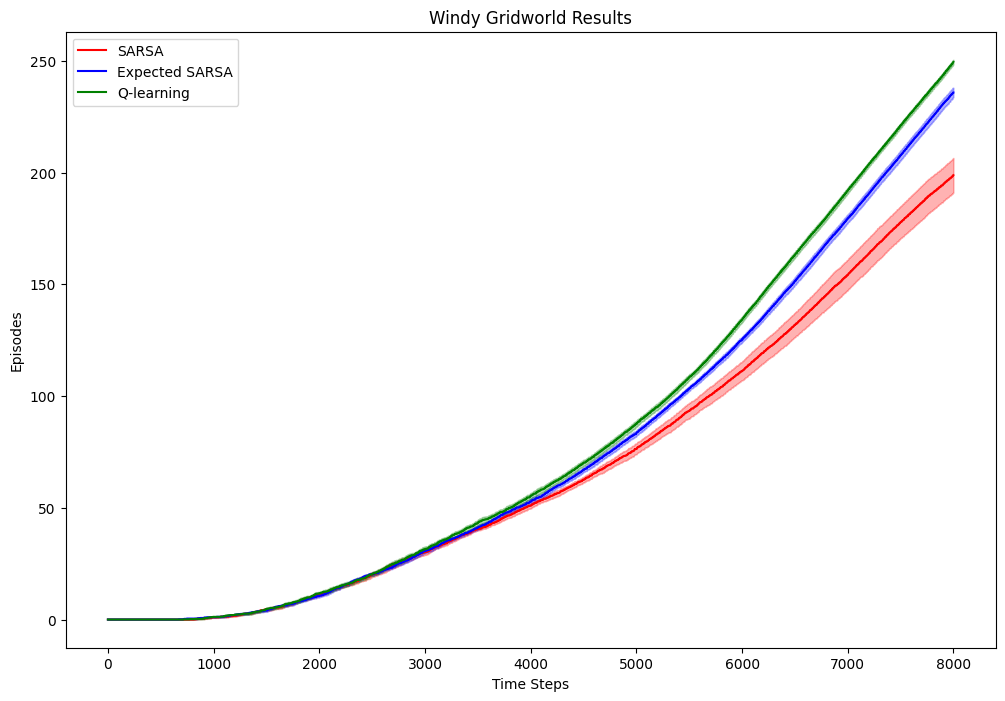 Windy Gridworld Results
SARSA
Expected SARSA
Q-learning
Episodes
250
200
150
100
50
0
0 1000 2000 3000 4000 5000 6000 7000 8000
Time Steps